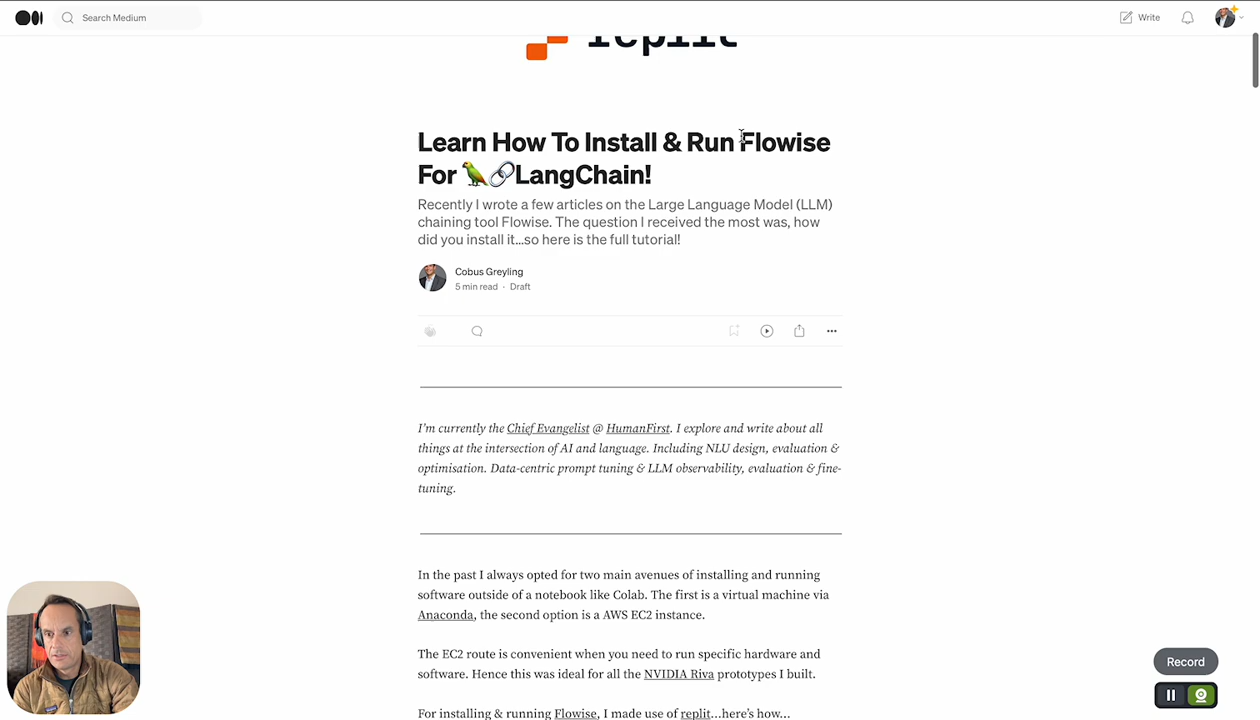 Search Medium
Write
replit
Learn How To Install & Run Flowise
For 🦜🔗LangChain!
Recently I wrote a few articles on the Large Language Model (LLM)
chaining tool Flowise. The question I received the most was, how
did you install it…so here is the full tutorial!
Cobus Greyling
5 min read · Draft
I'm currently the Chief Evangelist @ HumanFirst. I explore and write about all
things at the intersection of AI and language. Including NLU design, evaluation &
optimisation. Data-centric prompt tuning & LLM observability, evaluation & fine-
tuning.
In the past I always opted for two main avenues of installing and running
software outside of a notebook like Colab. The first is a virtual machine via
Anaconda, the second option is a AWS EC2 instance.
The EC2 route is convenient when you need to run specific hardware and
software. Hence this was ideal for all the NVIDIA Riva prototypes I built.
For installing & running Flowise, I made use of replit…here's how…
Record